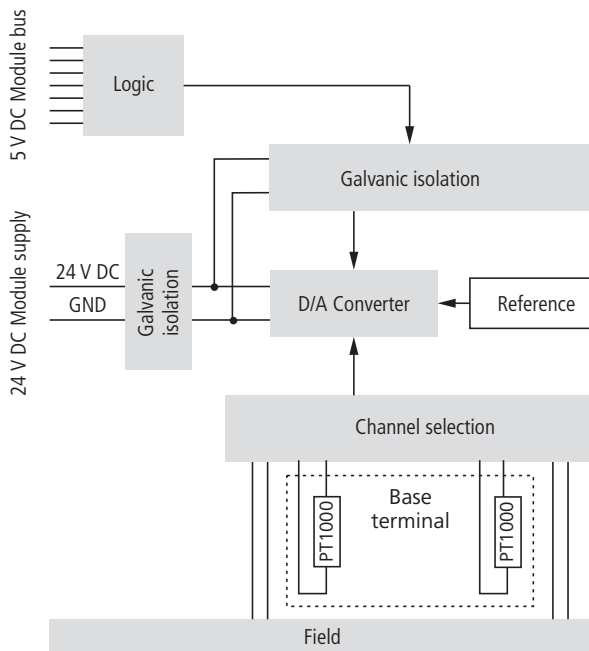 5 V DC Module bus
Logic
Galvanic isolation
24 V DC Module supply
24 V DC
GND
Galvanic
isolation
D/A Converter
Reference
Channel selection
Base
terminal
PT1000
PT1000
Field